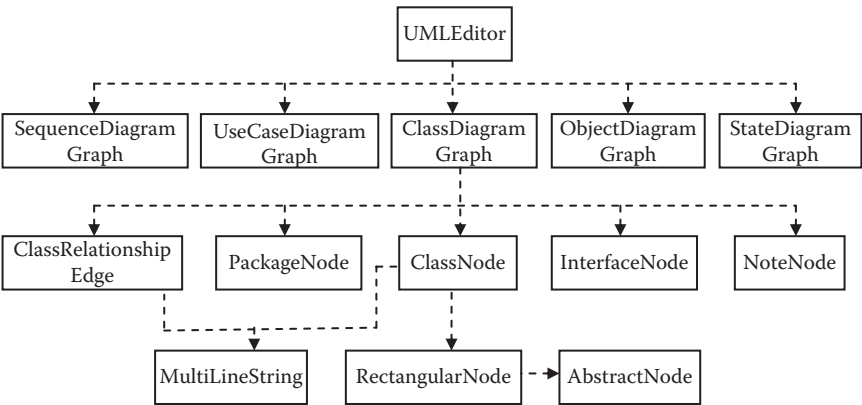 UMLEditor
SequenceDiagram
Graph
UseCaseDiagram
Graph
ClassDiagram
Graph
ObjectDiagram
Graph
StateDiagram
Graph
ClassRelationship
Edge
PackageNode
ClassNode
InterfaceNode
NoteNode
MultiLineString
RectangularNode
AbstractNode